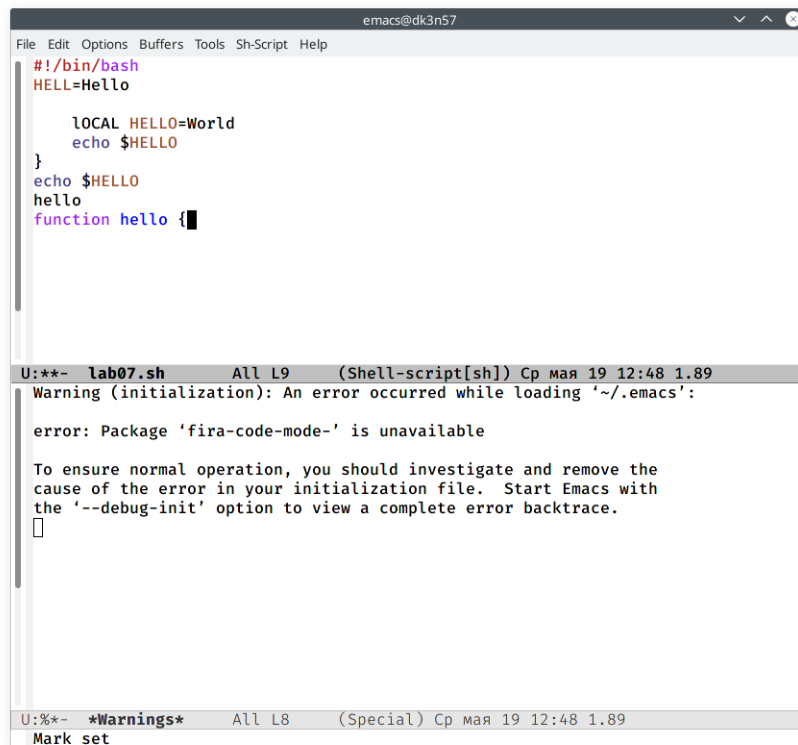 emacs@dk3n57
File Edit Options Buffers Tools Sh-Script Help
#!/bin/bash
HELL=Hello
lOCAL HELLO=World
echo $HELLO
}
echo $HELLO
hello
function hello {
U:**- lab07.sh All L9 (Shell-script[sh]) Ср мая 19 12:48 1.89
Warning (initialization): An error occurred while loading ‘~/.emacs’:
error: Package ‘fira-code-mode-’ is unavailable
To ensure normal operation, you should investigate and remove the
cause of the error in your initialization file. Start Emacs with
the ‘--debug-init’ option to view a complete error backtrace.
U:%*- *Warnings* All L8 (Special) Ср мая 19 12:48 1.89
Mark set